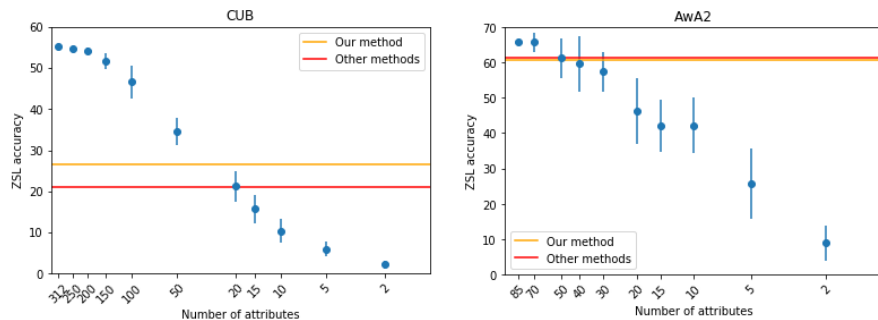 CUB
60
50
40
30
20
10
0
ZSL accuracy
Our method
Other methods
312 250 200 150 100 50 20 15 10 5 2
Number of attributes
AwA2
70
60
50
40
30
20
10
0
ZSL accuracy
Our method
Other methods
85 70 50 40 30 20 15 10 5 2
Number of attributes